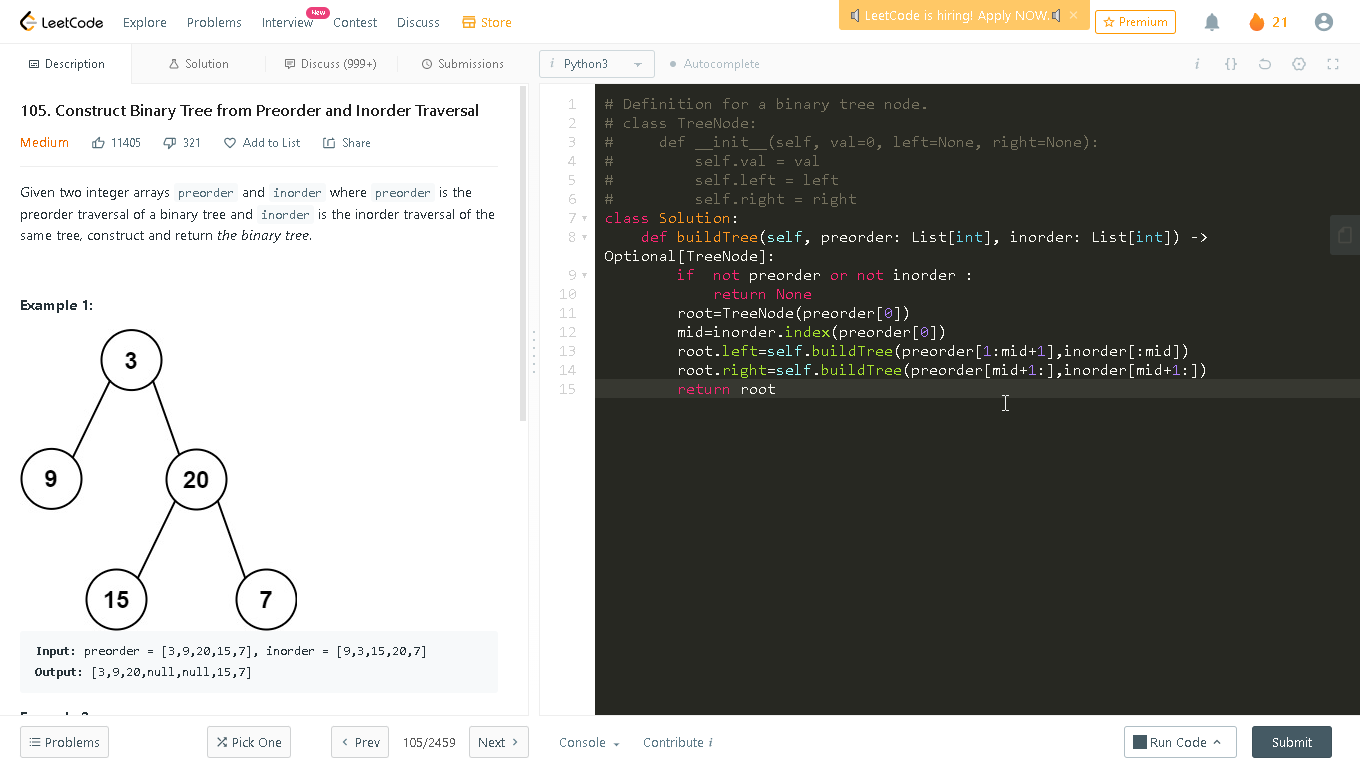 LeetCode Explore Problems Interview New Contest Discuss Store LeetCode is hiring! Apply NOW. × Premium 21
Description Solution Discuss (999+) Submissions i Python3 Autocomplete i {}
105. Construct Binary Tree from Preorder and Inorder Traversal
Medium 11405 321 Add to List Share
Given two integer arrays preorder and inorder where preorder is the
preorder traversal of a binary tree and inorder is the inorder traversal of the
same tree, construct and return the binary tree.
Example 1:
3
9 20
15 7
Input: preorder = [3,9,20,15,7], inorder = [9,3,15,20,7]
Output: [3,9,20,null,null,15,7]
1 # Definition for a binary tree node.
2 # class TreeNode:
3 #     def __init__(self, val=0, left=None, right=None):
4 #         self.val = val
5 #         self.left = left
6 #         self.right = right
7 class Solution:
8     def buildTree(self, preorder: List[int], inorder: List[int]) ->
Optional[TreeNode]:
9         if  not preorder or not inorder :
10             return None
11         root=TreeNode(preorder[0])
12         mid=inorder.index(preorder[0])
13         root.left=self.buildTree(preorder[1:mid+1],inorder[:mid])
14         root.right=self.buildTree(preorder[mid+1:],inorder[mid+1:])
15         return root
Problems Pick One < Prev 105/2459 Next > Console Contribute i Run Code Submit